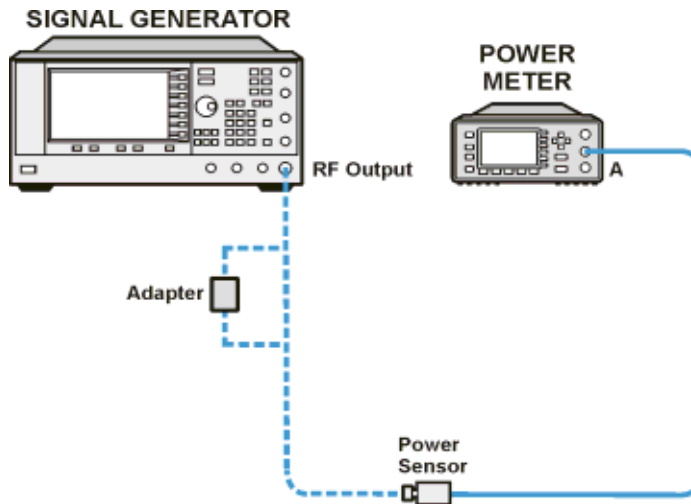 SIGNAL GENERATOR
POWER
METER
RF Output
A
Adapter
Power
Sensor